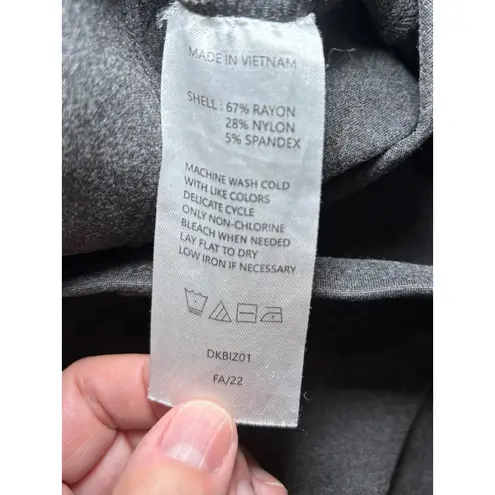 MADE IN VIETNAM
SHELL : 67% RAYON
28% NYLON
5% SPANDEX
MACHINE WASH COLD
WITH LIKE COLORS
DELICATE CYCLE
ONLY NON-CHLORINE
BLEACH WHEN NEEDED
LAY FLAT TO DRY
LOW IRON IF NECESSARY
DKBIZ01
FA/22